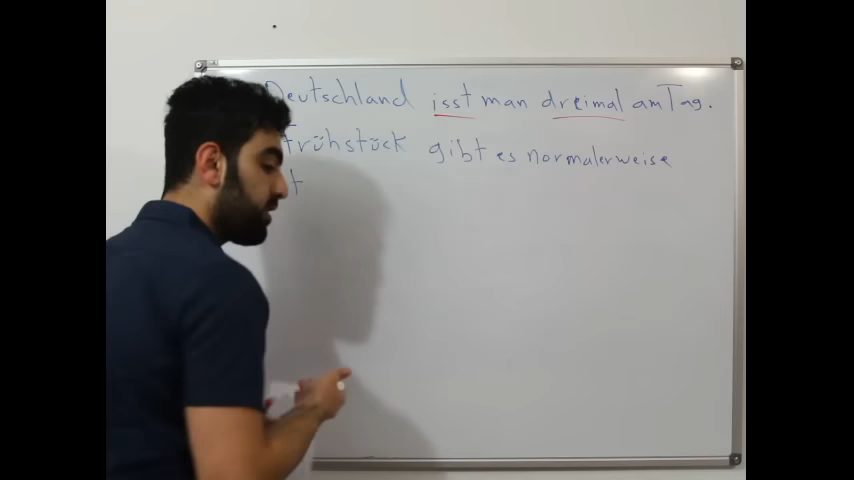 Deutschland isst man dreimal am Tag.
Frühstück gibt es normalerweise